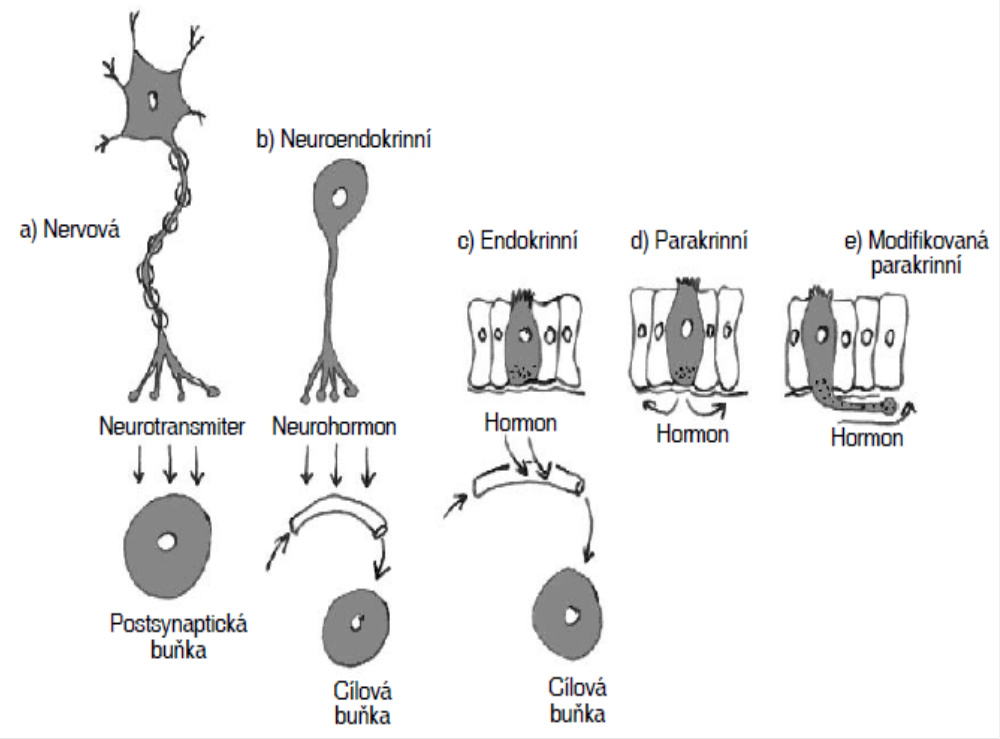 a) Nervová
b) Neuroendokrinní
c) Endokrinní
d) Parakrinní
e) Modifikovaná
parakrinní
Neurotransmiter
Neurohormon
Hormon
Hormon
Hormon
Postsynaptická
buňka
Cílová
buňka
Cílová
buňka